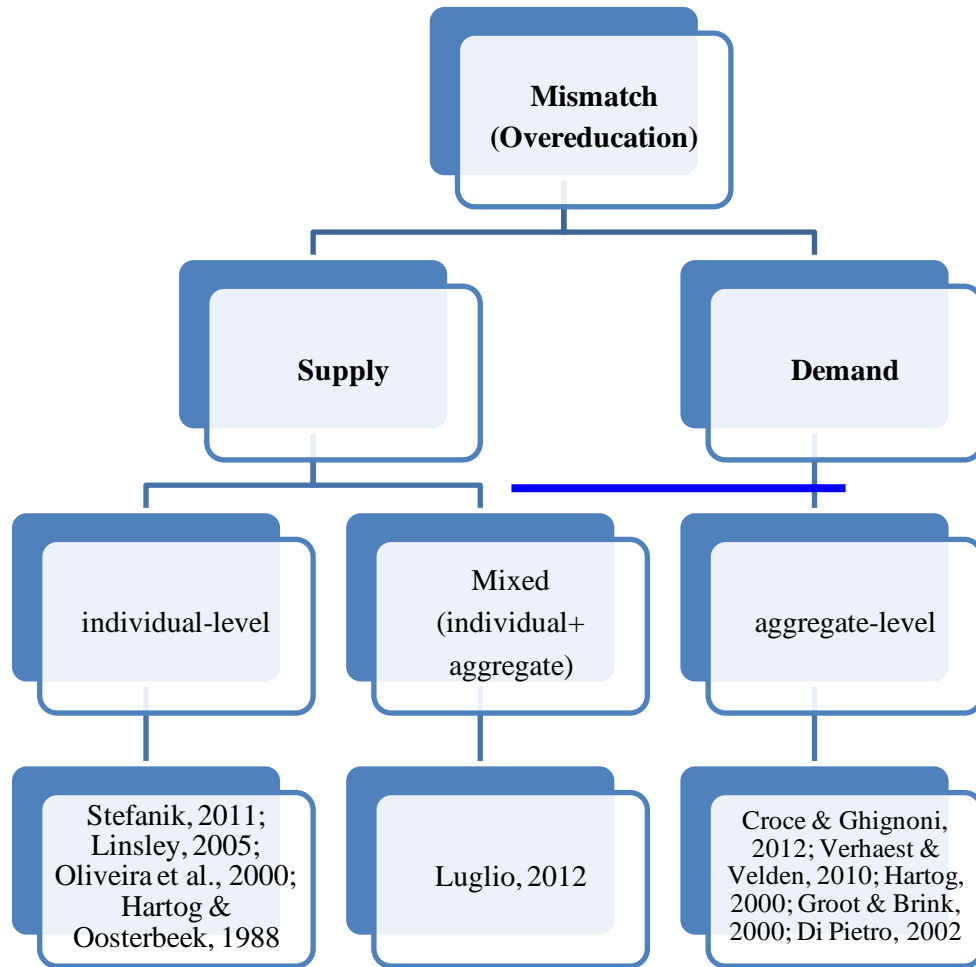 Mismatch
(Overeducation)
Supply
Demand
individual-level
Mixed
(individual+
aggregate)
aggregate-level
Stefanik, 2011;
Linsley, 2005;
Oliveira et al., 2000;
Hartog &
Oosterbeek, 1988
Luglio, 2012
Croce & Ghignoni,
2012; Verhaest &
Velden, 2010; Hartog,
2000; Groot & Brink,
2000; Di Pietro, 2002